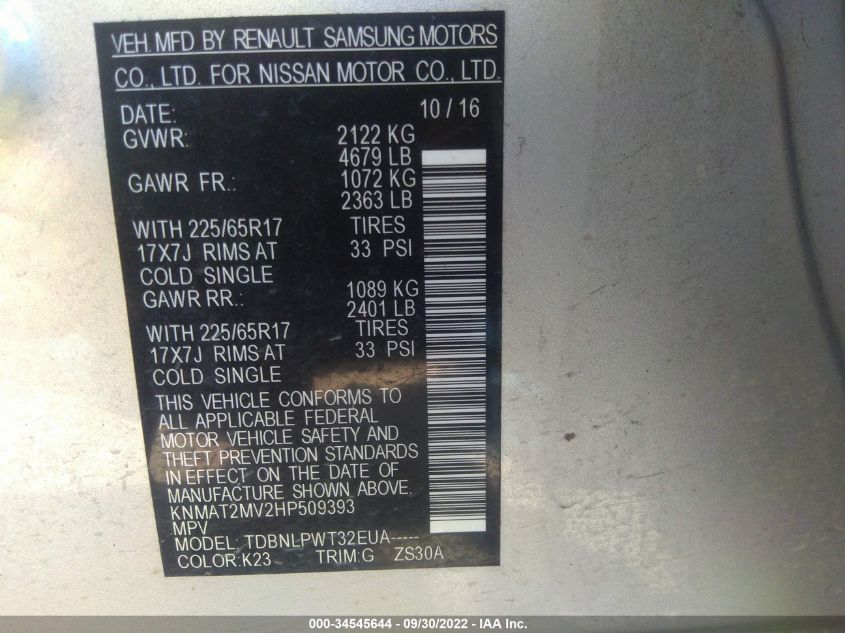 VEH. MFD BY RENAULT SAMSUNG MOTORS
CO., LTD. FOR NISSAN MOTOR CO., LTD.
DATE: 10 / 16
GVWR: 2122 KG
4679 LB
GAWR FR.: 1072 KG
2363 LB
WITH 225/65R17 TIRES
17X7J RIMS AT 33 PSI
COLD SINGLE
GAWR RR.: 1089 KG
2401 LB
WITH 225/65R17 TIRES
17X7J RIMS AT 33 PSI
COLD SINGLE
THIS VEHICLE CONFORMS TO
ALL APPLICABLE FEDERAL
MOTOR VEHICLE SAFETY AND
THEFT PREVENTION STANDARDS
IN EFFECT ON THE DATE OF
MANUFACTURE SHOWN ABOVE.
KNMAT2MV2HP509393
MPV
MODEL: TDBNLPWT32EUA-----
COLOR:K23 TRIM:G ZS30A
000-34545644 - 09/30/2022 - IAA Inc.